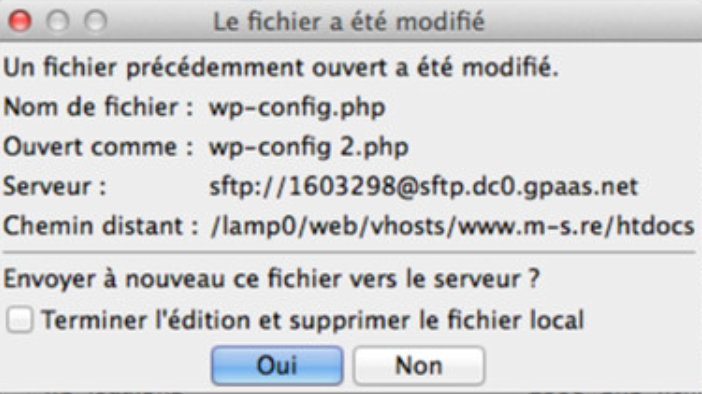 Le fichier a été modifié
Un fichier précédemment ouvert a été modifié.
Nom de fichier : wp-config.php
Ouvert comme : wp-config 2.php
Serveur : sftp://1603298@sftp.dc0.gpaas.net
Chemin distant : /lamp0/web/vhosts/www.m-s.re/htdocs
Envoyer à nouveau ce fichier vers le serveur ?
Terminer l'édition et supprimer le fichier local
Oui Non